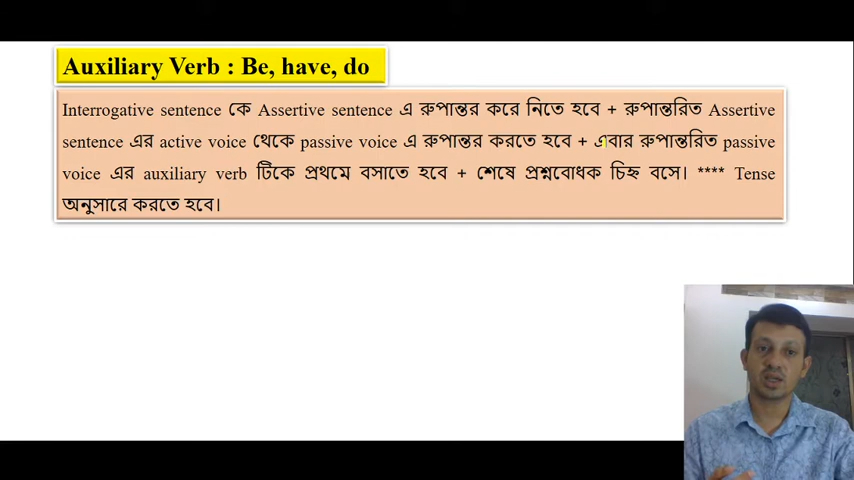 Auxiliary Verb : Be, have, do
Interrogative sentence কে Assertive sentence এ রুপান্তর করে নিতে হবে + রুপান্তরিত Assertive
sentence এর active voice থেকে passive voice এ রুপান্তর করতে হবে + এবার রুপান্তরিত passive
voice এর auxiliary verb টিকে প্রথমে বসাতে হবে + শেষে প্রশ্নবোধক চিহ্ন বসে। **** Tense
অনুসারে করতে হবে।